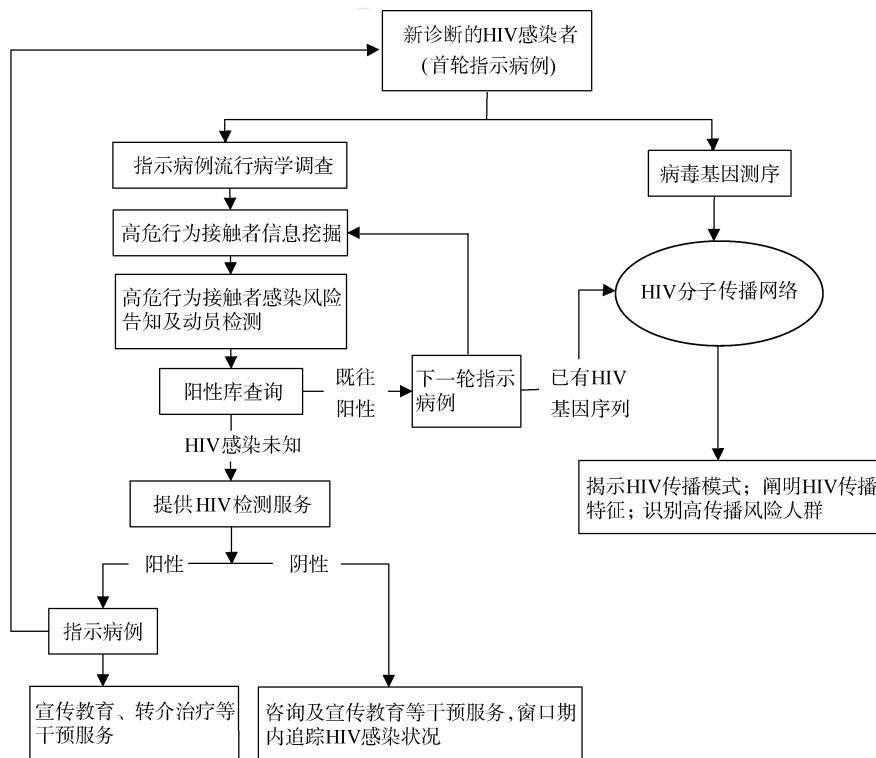 新诊断的HIV感染者
(首轮指示病例)
指示病例流行病学调查
病毒基因测序
高危行为接触者信息挖掘
HIV分子传播网络
高危行为接触者感染风险
告知及动员检测
阳性库查询
既往
阳性
下一轮指示
病例
已有HIV
基因序列
HIV感染未知
揭示HIV传播模式；阐明HIV传播
特征；识别高传播风险人群
提供HIV检测服务
阳性
阴性
指示病例
宣传教育、转介治疗等
干预服务
咨询及宣传教育等干预服务,窗口期
内追踪HIV感染状况